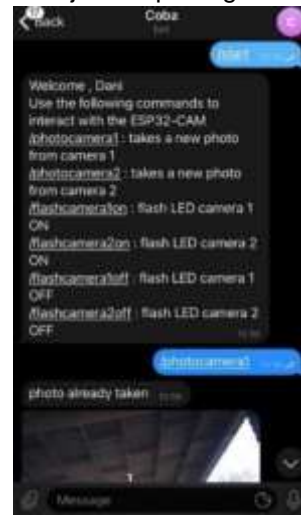 Back
Coba
bot
/start
Welcome , Dani
Use the following commands to
interact with the ESP32-CAM
/photocamera1 : takes a new photo
from camera 1
/photocamera2 : takes a new photo
from camera 2
/flashcamera1on : flash LED camera 1
ON
/flashcamera2on : flash LED camera 2
ON
/flashcamera1off : flash LED camera 1
OFF
/flashcamera2off : flash LED camera 2
OFF
/photocamera1
photo already taken
1
Message